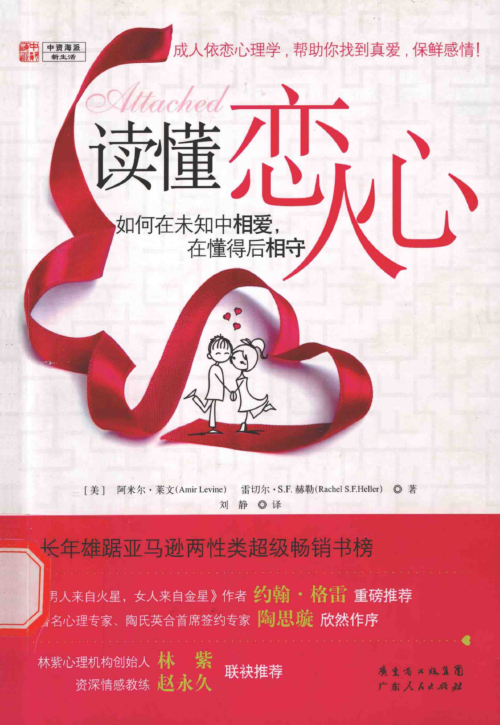 中资海派
新生活
成人依恋心理学，帮助你找到真爱，保鲜感情！
Attached
读懂恋人心
如何在未知中相爱，
在懂得后相守
［美］ 阿米尔·莱文(Amir Levine) 雷切尔·S.F. 赫勒(Rachel S.F.Heller) ◎ 著
刘 静 ◎ 译
长年雄踞亚马逊两性类超级畅销书榜
男人来自火星，女人来自金星》作者 约翰·格雷 重磅推荐
名心理专家、陶氏英合首席签约专家 陶思璇 欣然作序
林紫心理机构创始人 林 紫
资深情感教练 赵永久 联袂推荐
广东省出版集团
广东人民出版社